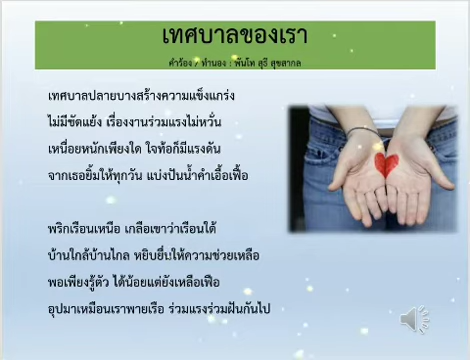 เทศบาลของเรา
คำร้อง / ทำนอง : พันโท สุธี สุขสากล
เทศบาลปลายบางสร้างความแข็งแกร่ง
ไม่มีขัดแย้ง เรื่องงานร่วมแรงไม่หวั่น
เหนื่อยหนักเพียงใด ใจท้อก็มีแรงดัน
จากเธอยิ้มให้ทุกวัน แบ่งปันน้ำคำเอื้อเฟื้อ
พริกเรือนเหนือ เกลือเขาว่าเรือนใต้
บ้านใกล้บ้านไกล หยิบยื่นให้ความช่วยเหลือ
พอเพียงรู้ตัว ได้น้อยแต่ยังเหลือเฟือ
อุปมาเหมือนเราพายเรือ ร่วมแรงร่วมฝันกันไป